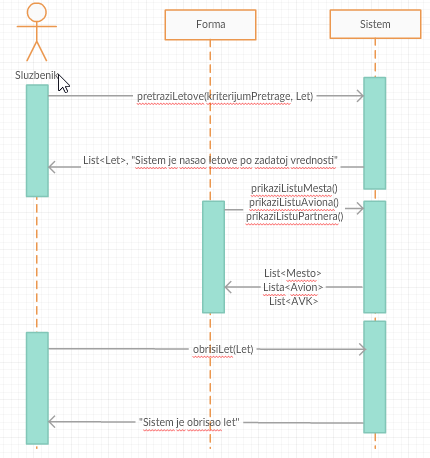 Forma
Sistem
Sluzbenik
pretraziLetove(kriterijumPretrage, Let)
List<Let>, "Sistem je nasao letove po zadatoj vrednosti"
prikaziListuMesta()
prikaziListuAviona()
prikaziListuPartnera()
List<Mesto>
Lista<Avion>
List<AVK>
obrisiLet(Let)
"Sistem je obrisao let"